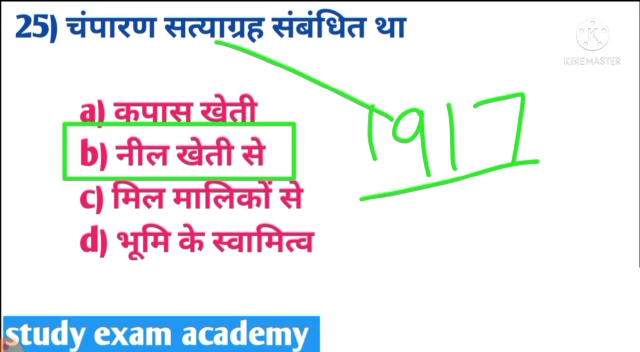 25) चंपारण सत्याग्रह संबंधित था
KINEMASTER
a) कपास खेती
1917
b) नील खेती से
c) मिल मालिकों से
d) भूमि के स्वामित्व
study exam academy